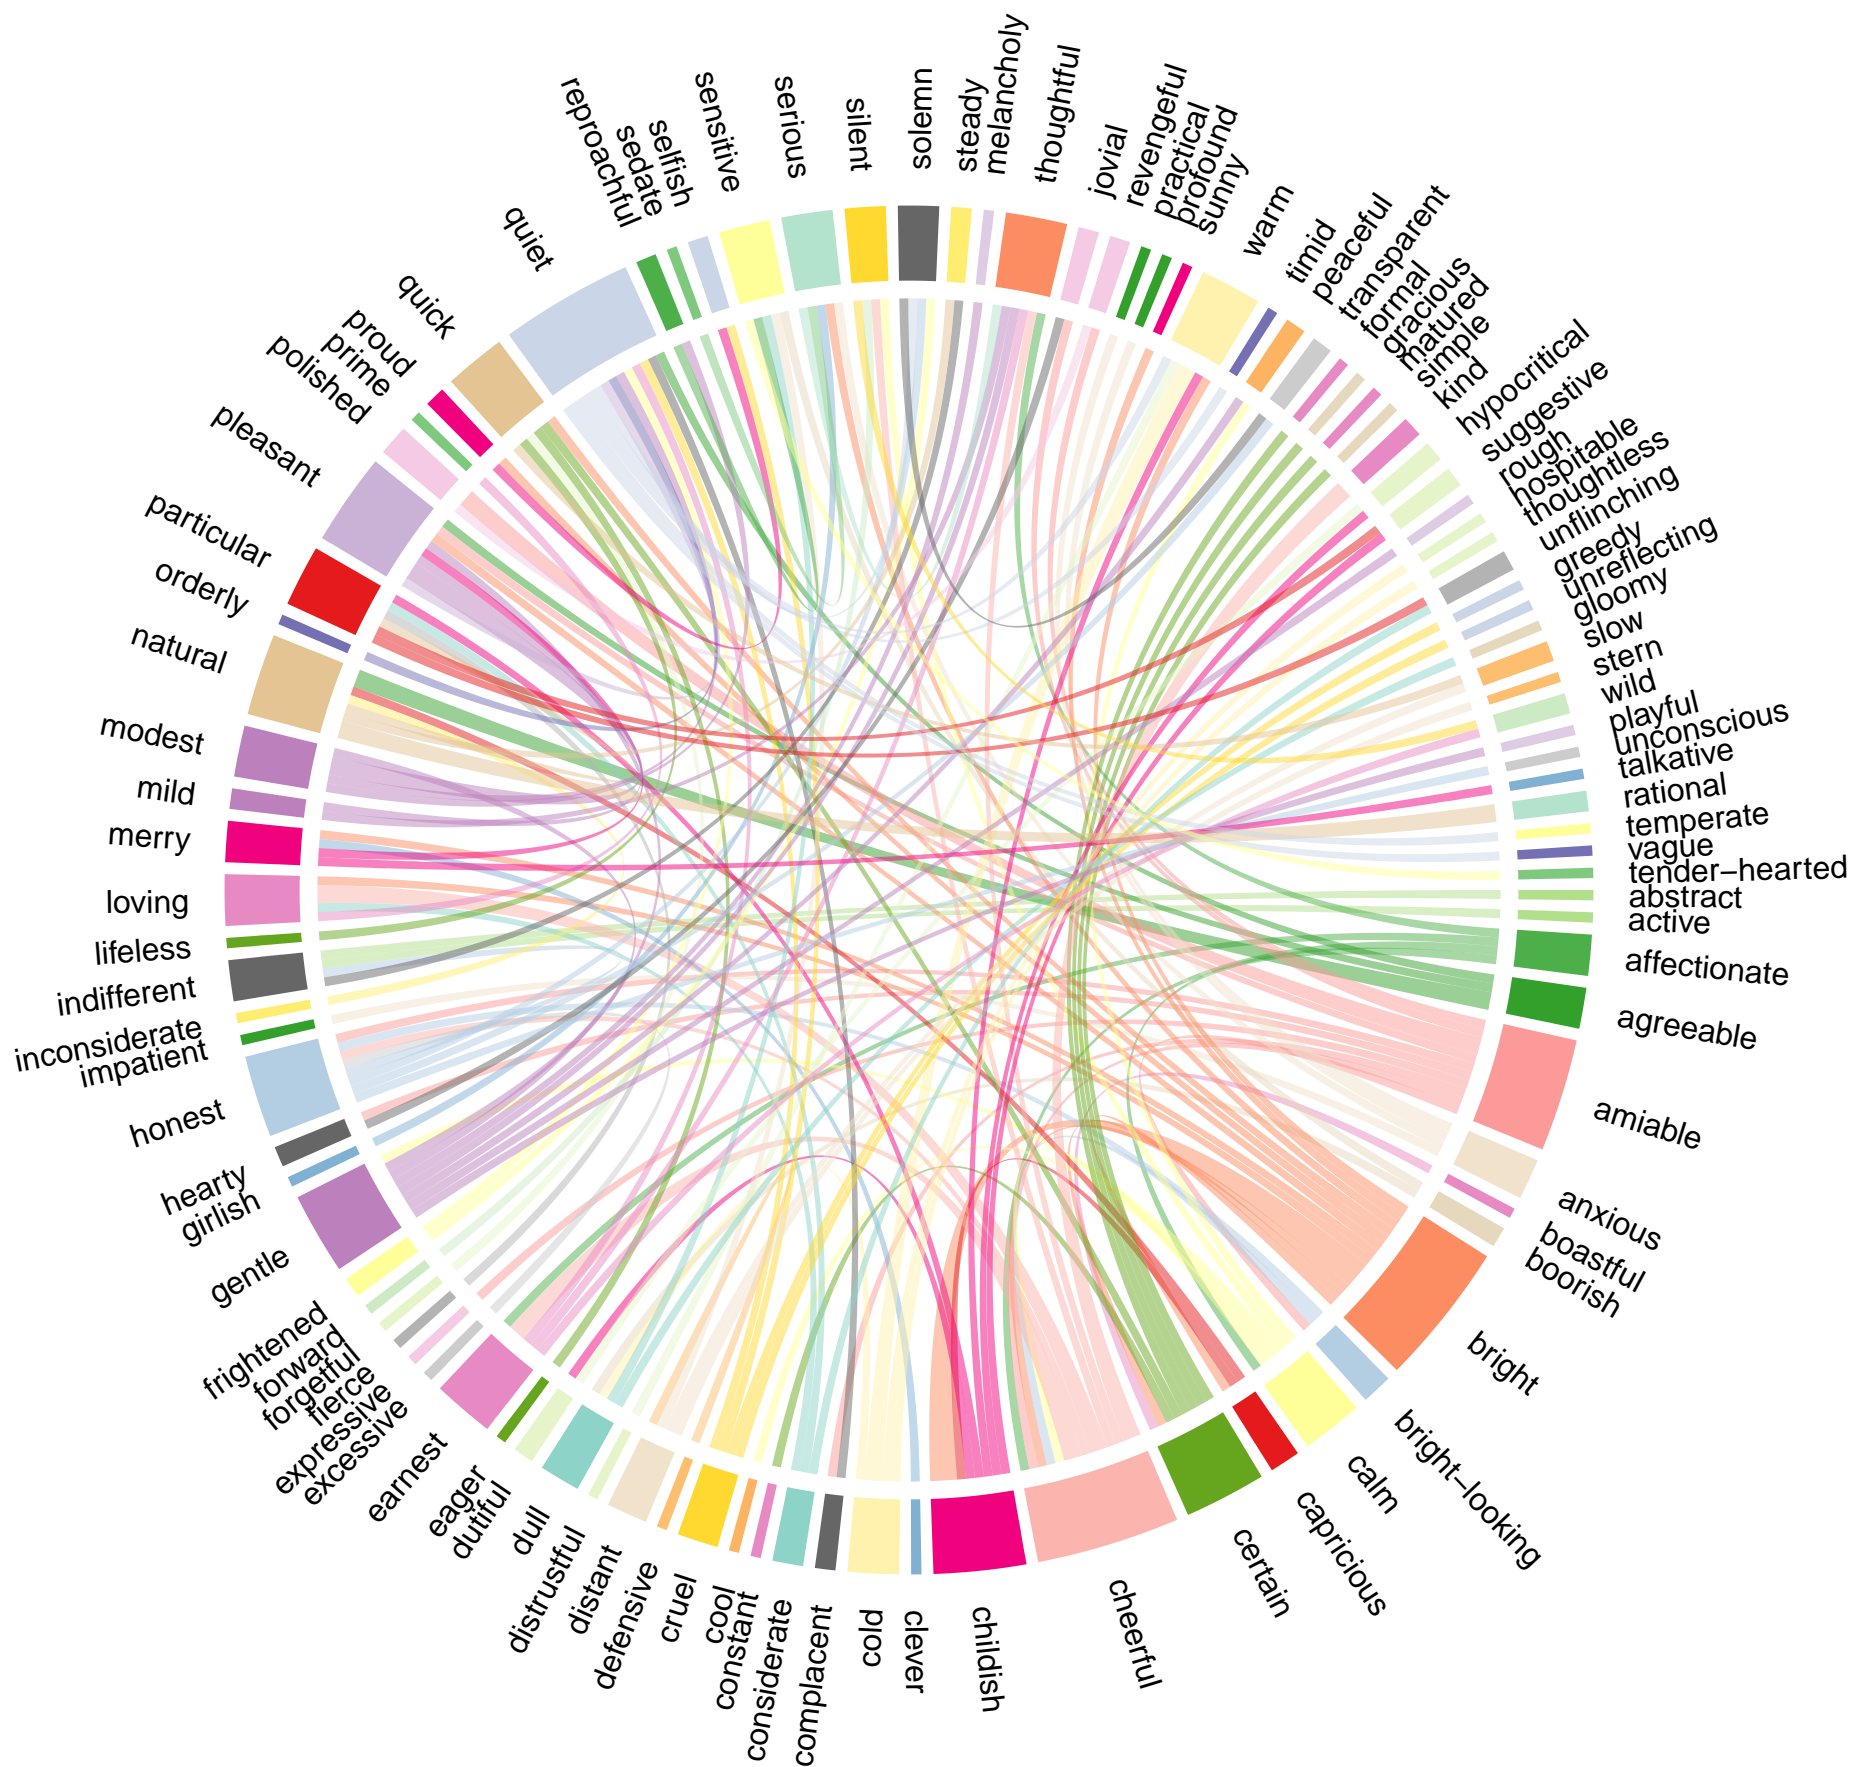 solemn
steady
melancholy
thoughtful
jovial
revengeful
practical
profound
sunny
warm
timid
peaceful
transparent
formal
gracious
matured
simple
kind
hypocritical
suggestive
rough
hospitable
thoughtless
unflinching
greedy
unreflecting
gloomy
slow
stern
wild
playful
unconscious
talkative
rational
temperate
vague
tender–hearted
abstract
active
affectionate
agreeable
amiable
anxious
boastful
boorish
bright
bright–looking
calm
capricious
certain
cheerful
childish
clever
cold
complacent
considerate
constant
cool
cruel
defensive
distant
distrustful
dull
dutiful
eager
earnest
excessive
expressive
fierce
forgetful
forward
frightened
gentle
girlish
hearty
honest
impatient
inconsiderate
indifferent
lifeless
loving
merry
mild
modest
natural
orderly
particular
pleasant
polished
prime
proud
quick
quiet
reproachful
sedate
selfish
sensitive
serious
silent